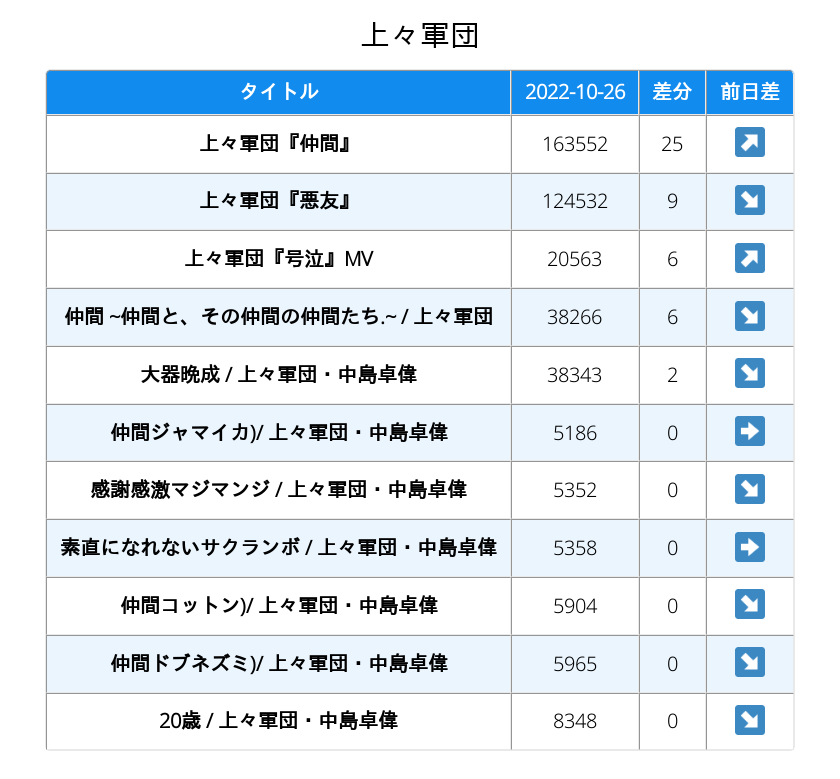 上々軍団
タイトル 2022-10-26 差分 前日差
上々軍団『仲間』 163552 25 ↗
上々軍団『悪友』 124532 9 ↘
上々軍団『号泣』MV 20563 6 ↗
仲間 ~仲間と、その仲間の仲間たち.~ / 上々軍団 38266 6 ↘
大器晩成 / 上々軍団・中島卓偉 38343 2 ↘
仲間ジャマイカ)/ 上々軍団・中島卓偉 5186 0 ➡
感謝感激マジマンジ / 上々軍団・中島卓偉 5352 0 ↘
素直になれないサクランボ / 上々軍団・中島卓偉 5358 0 ➡
仲間コットン)/ 上々軍団・中島卓偉 5904 0 ↘
仲間ドブネズミ)/ 上々軍団・中島卓偉 5965 0 ↘
20歳 / 上々軍団・中島卓偉 8348 0 ↘